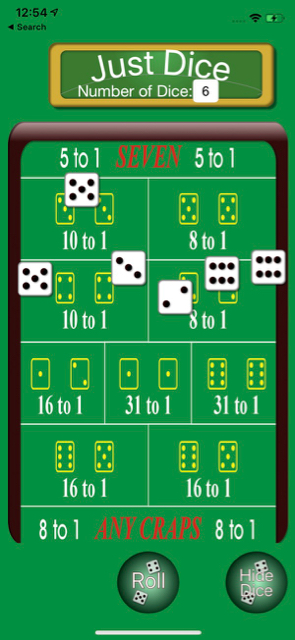 12:54
Search
Just Dice
Number of Dice: 6
5 to 1 SEVEN 5 to 1
10 to 1 8 to 1
10 to 1 8 to 1
16 to 1 31 to 1 31 to 1
16 to 1 16 to 1
8 to 1 ANY CRAPS 8 to 1
Roll Hide
Dice